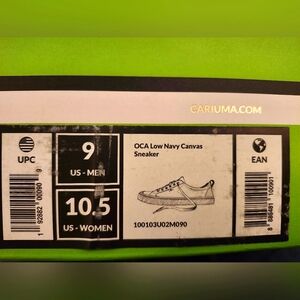 CARIUMA.COM
UPC
9
US - MEN
10.5
US - WOMEN
OCA Low Navy Canvas
Sneaker
100103U02M090
EAN